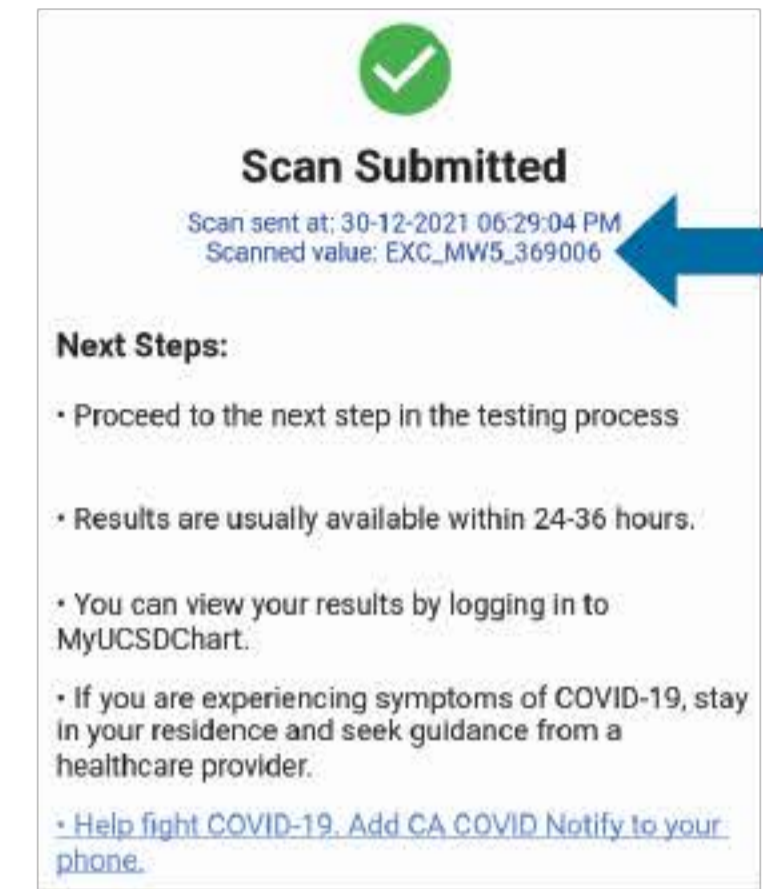 Scan Submitted
Scan sent at: 30-12-2021 06:29:04 PM
Scanned value: EXC_MW5_369006
Next Steps:
• Proceed to the next step in the testing process
• Results are usually available within 24-36 hours.
• You can view your results by logging in to
MyUCSDChart.
• If you are experiencing symptoms of COVID-19, stay
in your residence and seek guidance from a
healthcare provider.
• Help fight COVID-19. Add CA COVID Notify to your
phone.